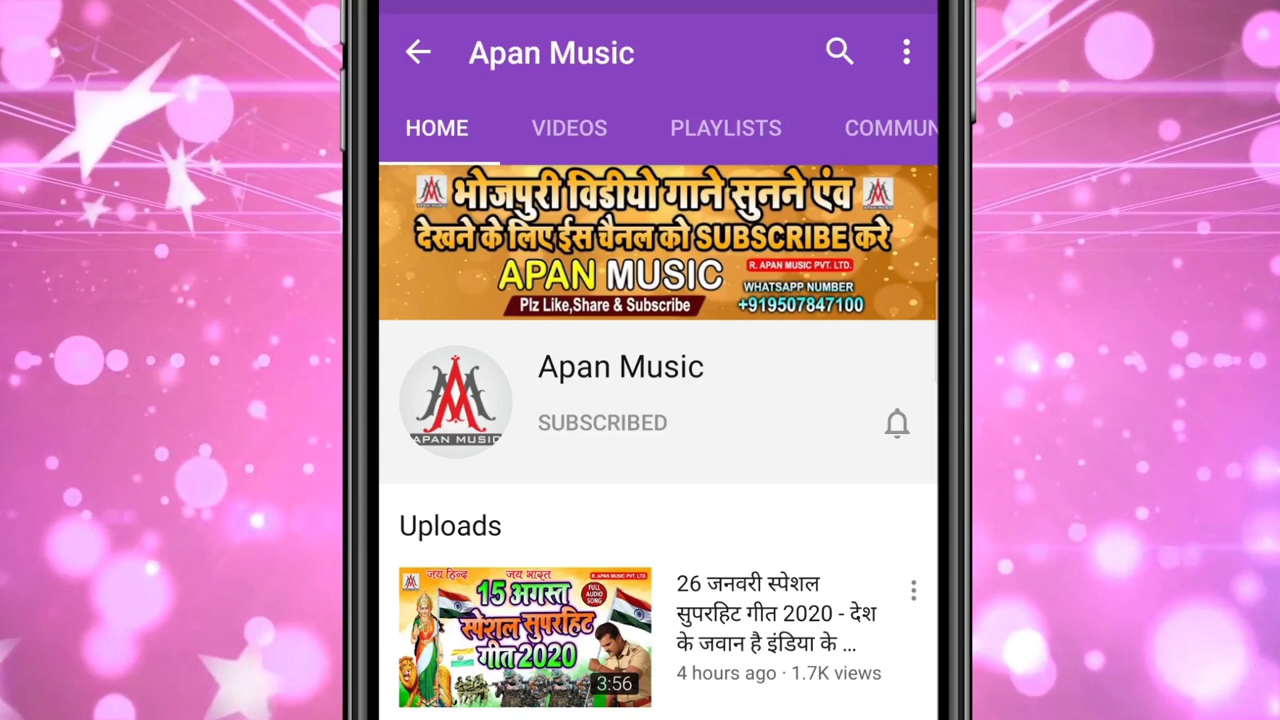 Apan Music
HOME VIDEOS PLAYLISTS COMMUN
भोजपुरी विडीयो गाने सुनने एंव
देखने के लिए ईस चैनल को SUBSCRIBE करे
APAN MUSIC
R. APAN MUSIC PVT. LTD.
Plz Like,Share & Subscribe
WHATSAPP NUMBER
+919507847100
Apan Music
SUBSCRIBED
APAN MUSIC
Uploads
जय हिन्द जय भारत
R. APAN MUSIC PVT. LTD
15 अगस्त
FULL
AUDIO
SONG
स्पेशल सुपरहिट
गीत 2020
3:56
26 जनवरी स्पेशल
सुपरहिट गीत 2020 - देश
के जवान है इंडिया के ...
4 hours ago · 1.7K views